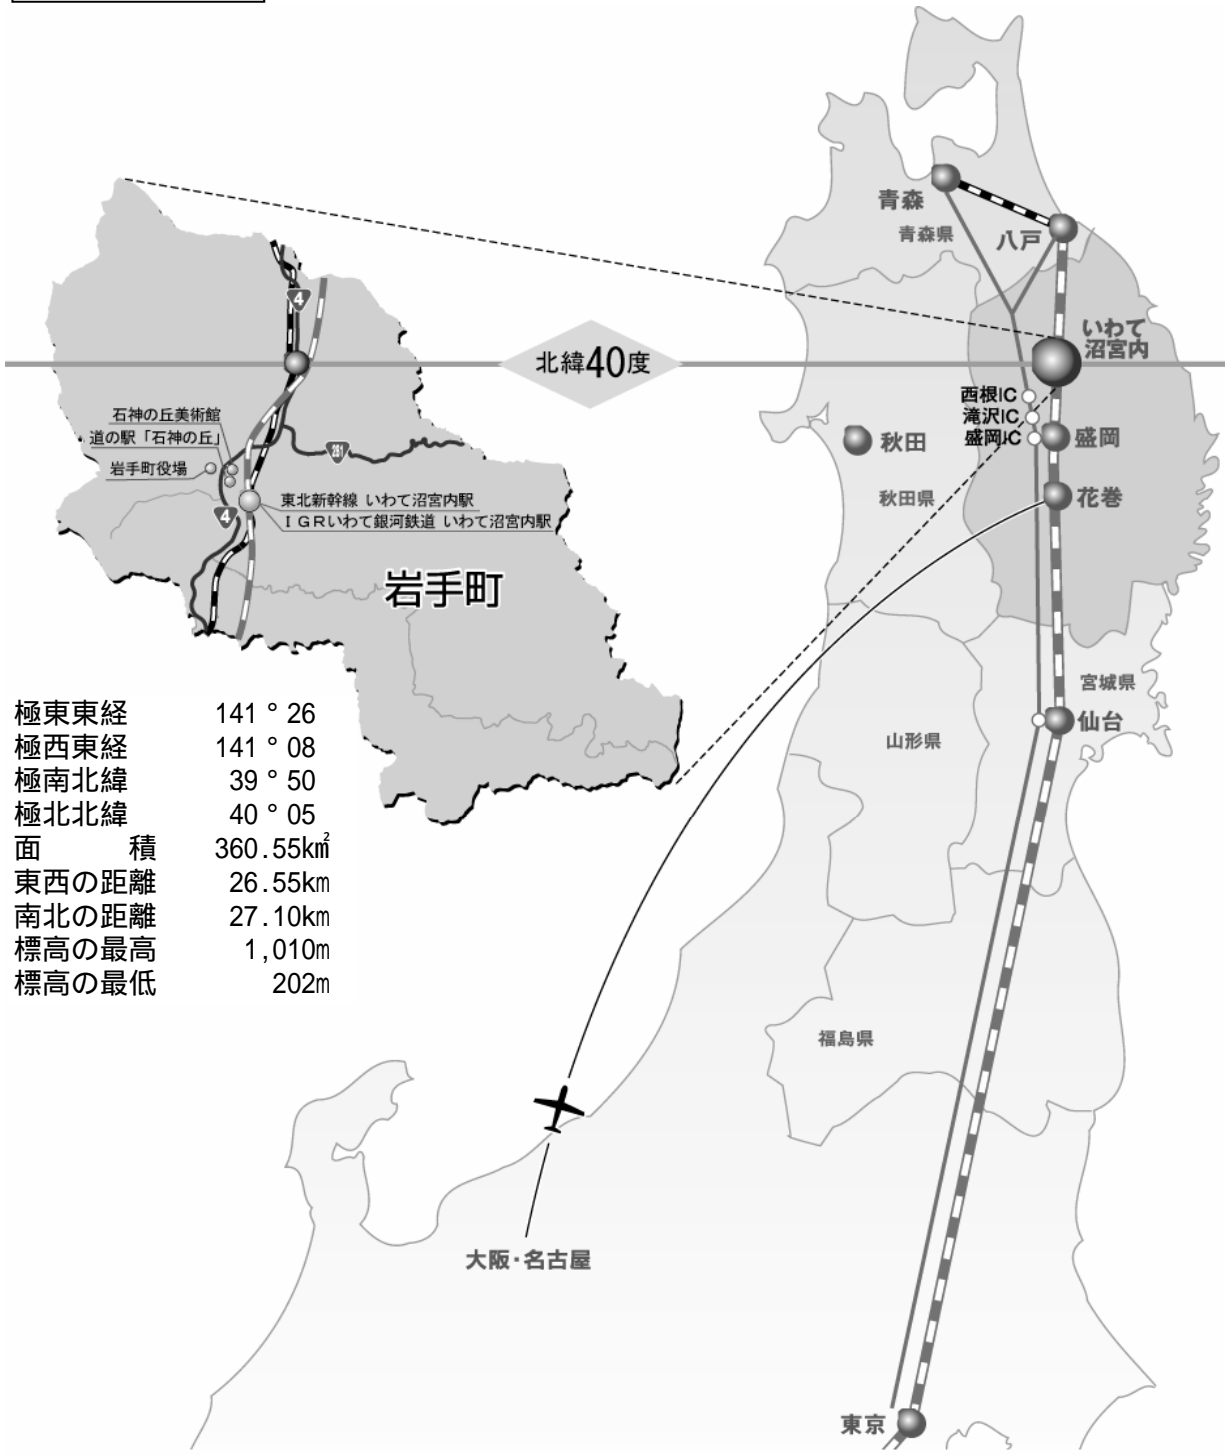 青森
青森県
八戸
4
いわて
沼宮内
北緯40度
西根IC
滝沢IC
盛岡IC
盛岡
秋田
秋田県
花巻
石神の丘美術館
道の駅「石神の丘」
岩手町役場
281
4
東北新幹線 いわて沼宮内駅
IGRいわて銀河鉄道 いわて沼宮内駅
岩手町
宮城県
仙台
山形県
極東東経 141°26
極西東経 141°08
極南北緯 39°50
極北北緯 40°05
面 積 360.55㎢
東西の距離 26.55㎞
南北の距離 27.10㎞
標高の最高 1,010m
標高の最低 202m
福島県
大阪・名古屋
東京